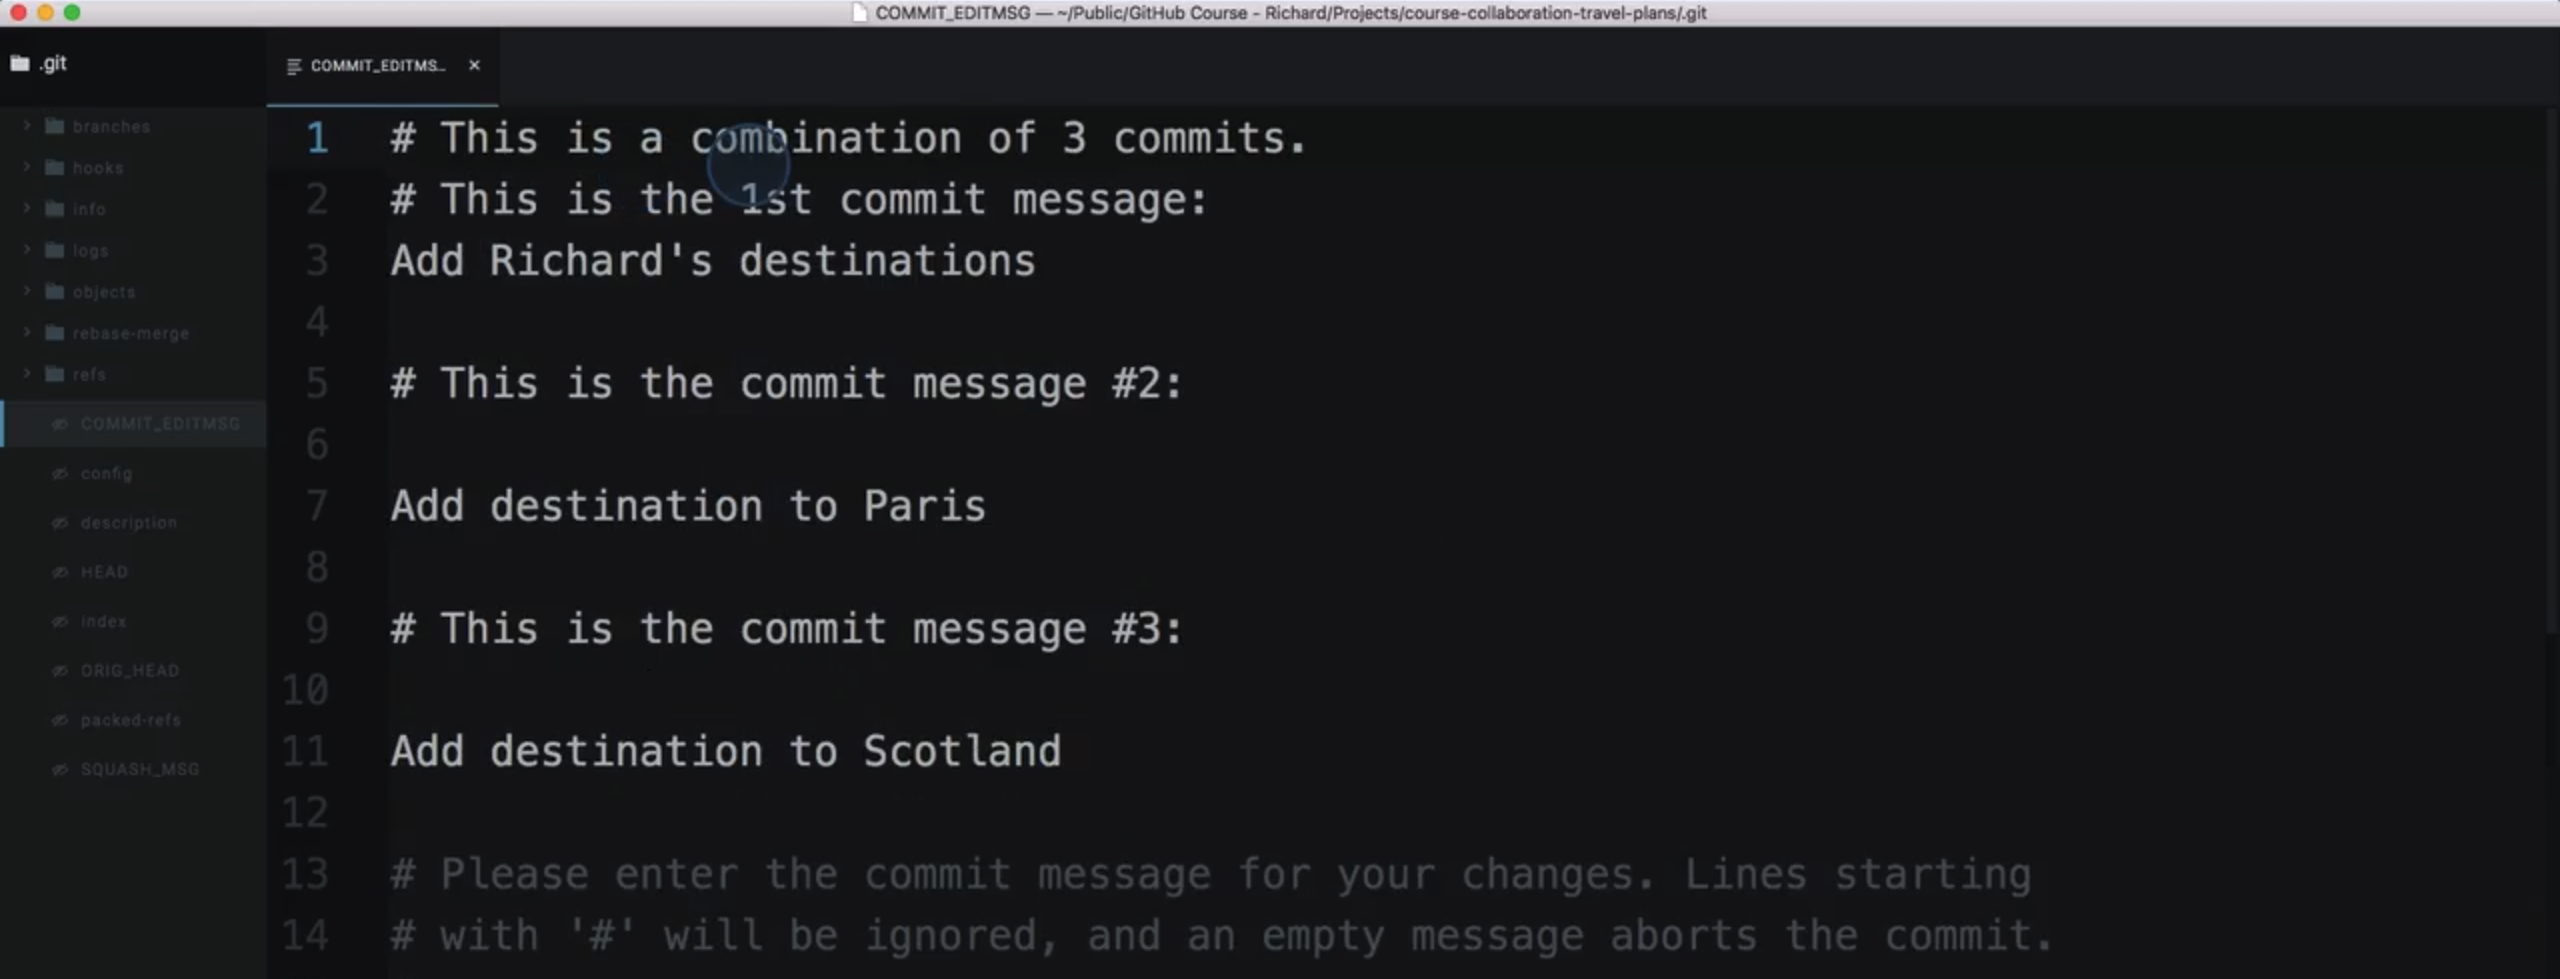 COMMIT_EDITMSG — ~/Public/GitHub Course - Richard/Projects/course-collaboration-travel-plans/.git
.git
COMMIT_EDITMS…
branches
hooks
info
logs
objects
rebase-merge
refs
COMMIT_EDITMSG
config
description
HEAD
index
ORIG_HEAD
packed-refs
SQUASH_MSG
1 # This is a combination of 3 commits.
2 # This is the 1st commit message:
3 Add Richard's destinations
4
5 # This is the commit message #2:
6
7 Add destination to Paris
8
9 # This is the commit message #3:
10
11 Add destination to Scotland
12
13 # Please enter the commit message for your changes. Lines starting
14 # with '#' will be ignored, and an empty message aborts the commit.